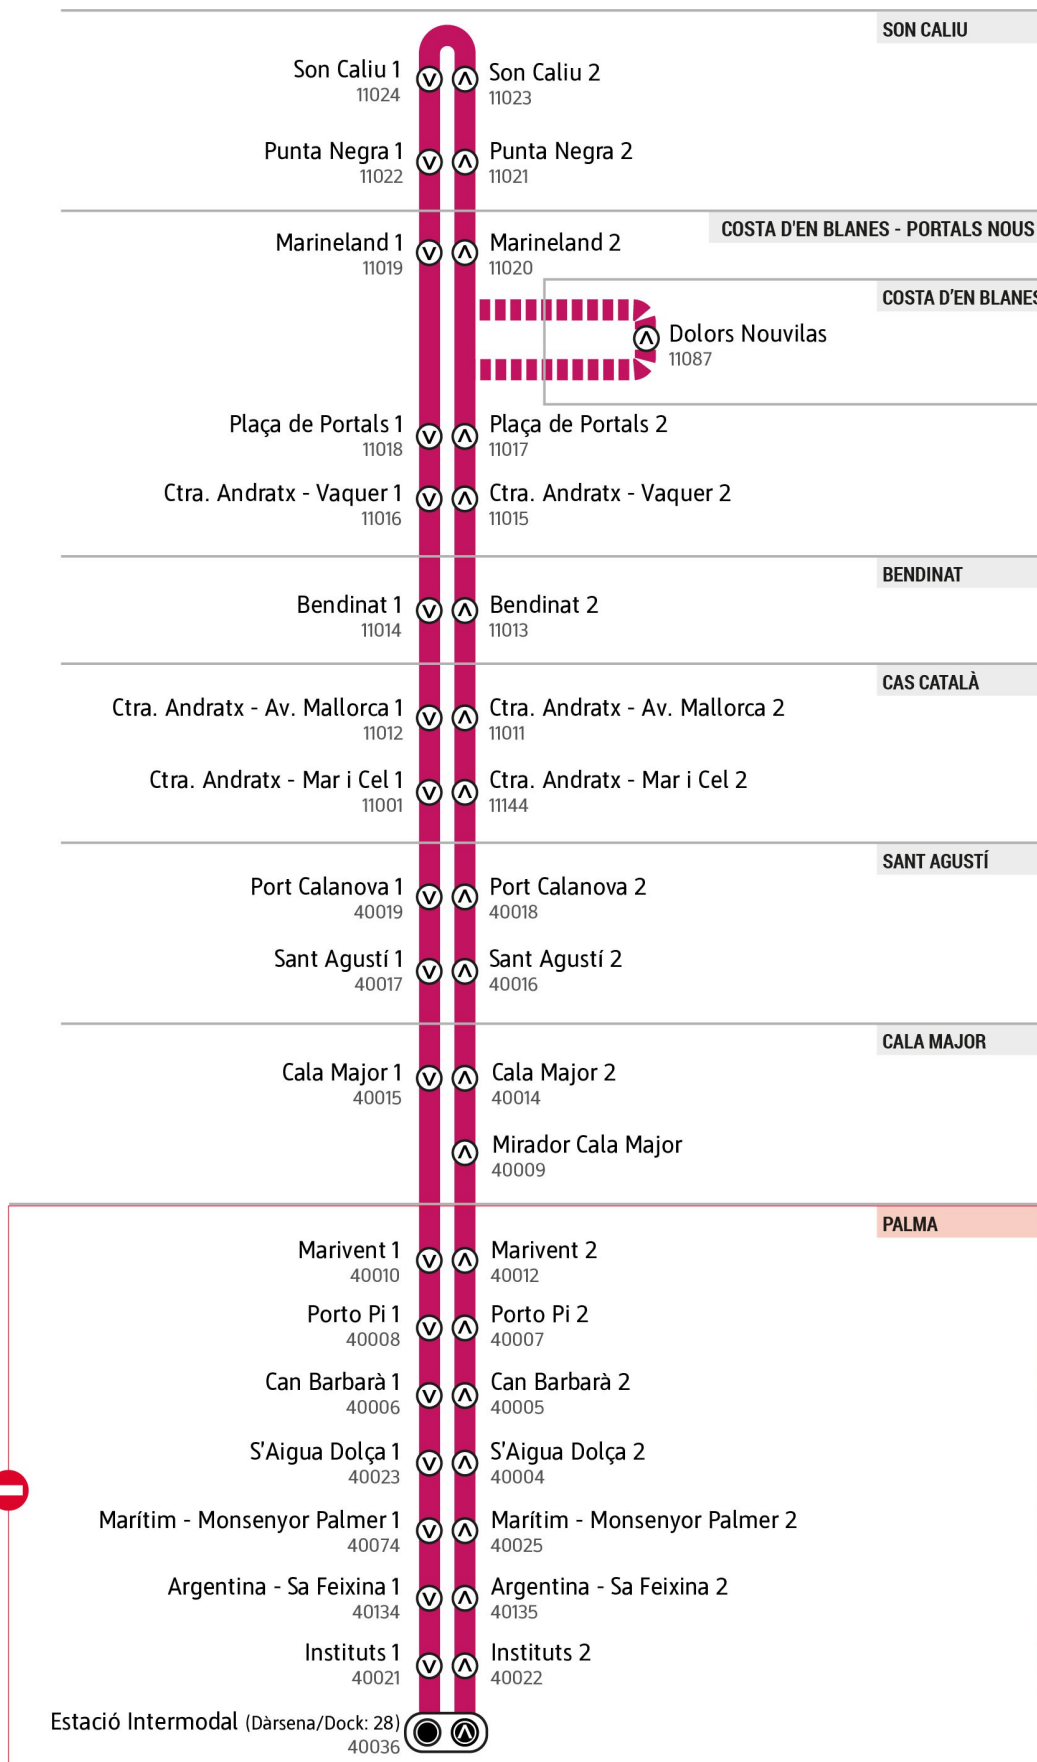 SON CALIU
Son Caliu 1
11024
Son Caliu 2
11023
Punta Negra 1
11022
Punta Negra 2
11021
COSTA D'EN BLANES - PORTALS NOUS
Marineland 1
11019
Marineland 2
11020
COSTA D'EN BLANES
Dolors Nouvilas
11087
Plaça de Portals 1
11018
Plaça de Portals 2
11017
Ctra. Andratx - Vaquer 1
11016
Ctra. Andratx - Vaquer 2
11015
BENDINAT
Bendinat 1
11014
Bendinat 2
11013
CAS CATALÀ
Ctra. Andratx - Av. Mallorca 1
11012
Ctra. Andratx - Av. Mallorca 2
11011
Ctra. Andratx - Mar i Cel 1
11001
Ctra. Andratx - Mar i Cel 2
11144
SANT AGUSTÍ
Port Calanova 1
40019
Port Calanova 2
40018
Sant Agustí 1
40017
Sant Agustí 2
40016
CALA MAJOR
Cala Major 1
40015
Cala Major 2
40014
Mirador Cala Major
40009
PALMA
Marivent 1
40010
Marivent 2
40012
Porto Pi 1
40008
Porto Pi 2
40007
Can Barbarà 1
40006
Can Barbarà 2
40005
S'Aigua Dolça 1
40023
S'Aigua Dolça 2
40004
Marítim - Monsenyor Palmer 1
40074
Marítim - Monsenyor Palmer 2
40025
Argentina - Sa Feixina 1
40134
Argentina - Sa Feixina 2
40135
Instituts 1
40021
Instituts 2
40022
Estació Intermodal (Dàrsena/Dock: 28)
40036